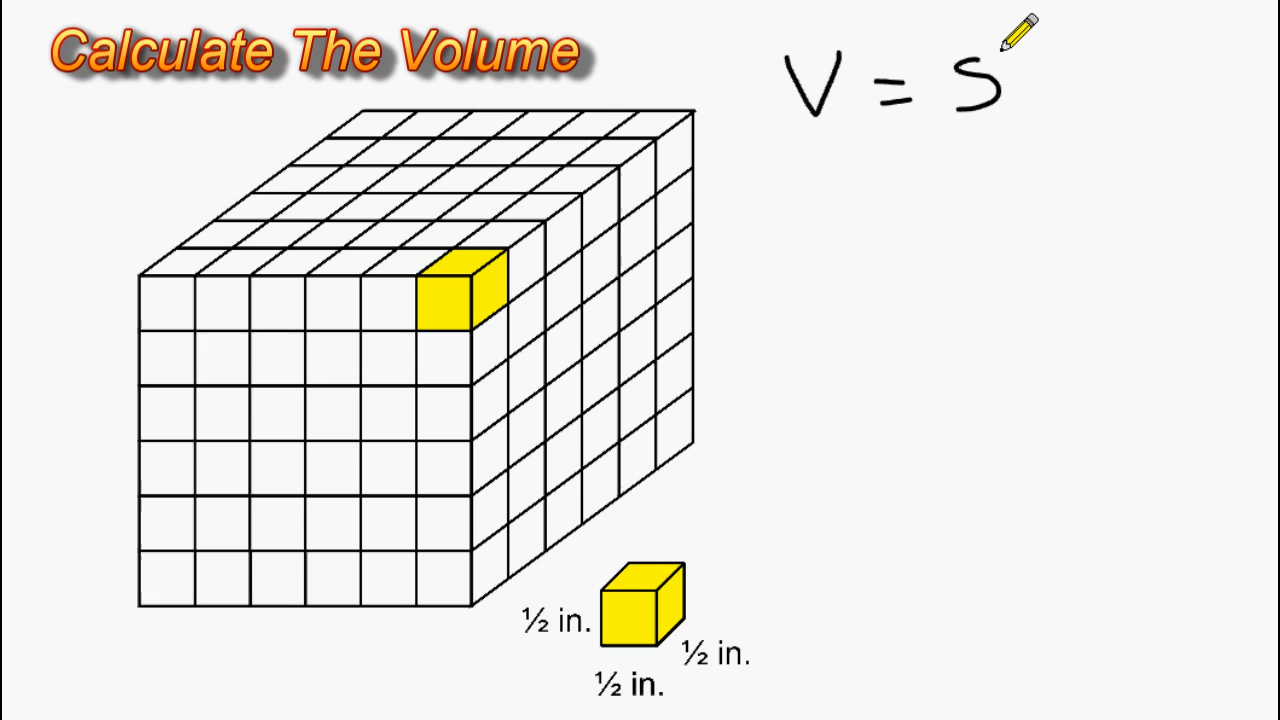 Calculate The Volume
V = S
½ in.
½ in.
½ in.